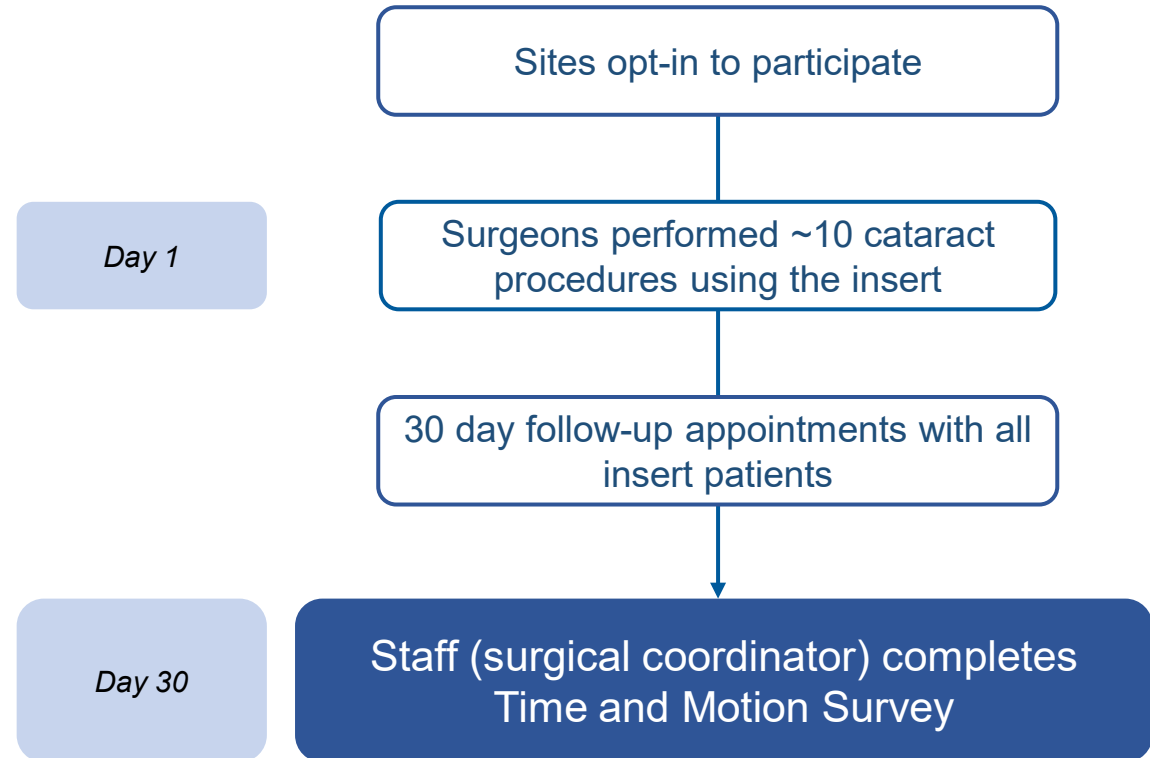 Sites opt-in to participate
Day 1
Surgeons performed ~10 cataract
procedures using the insert
30 day follow-up appointments with all
insert patients
Day 30
Staff (surgical coordinator) completes
Time and Motion Survey